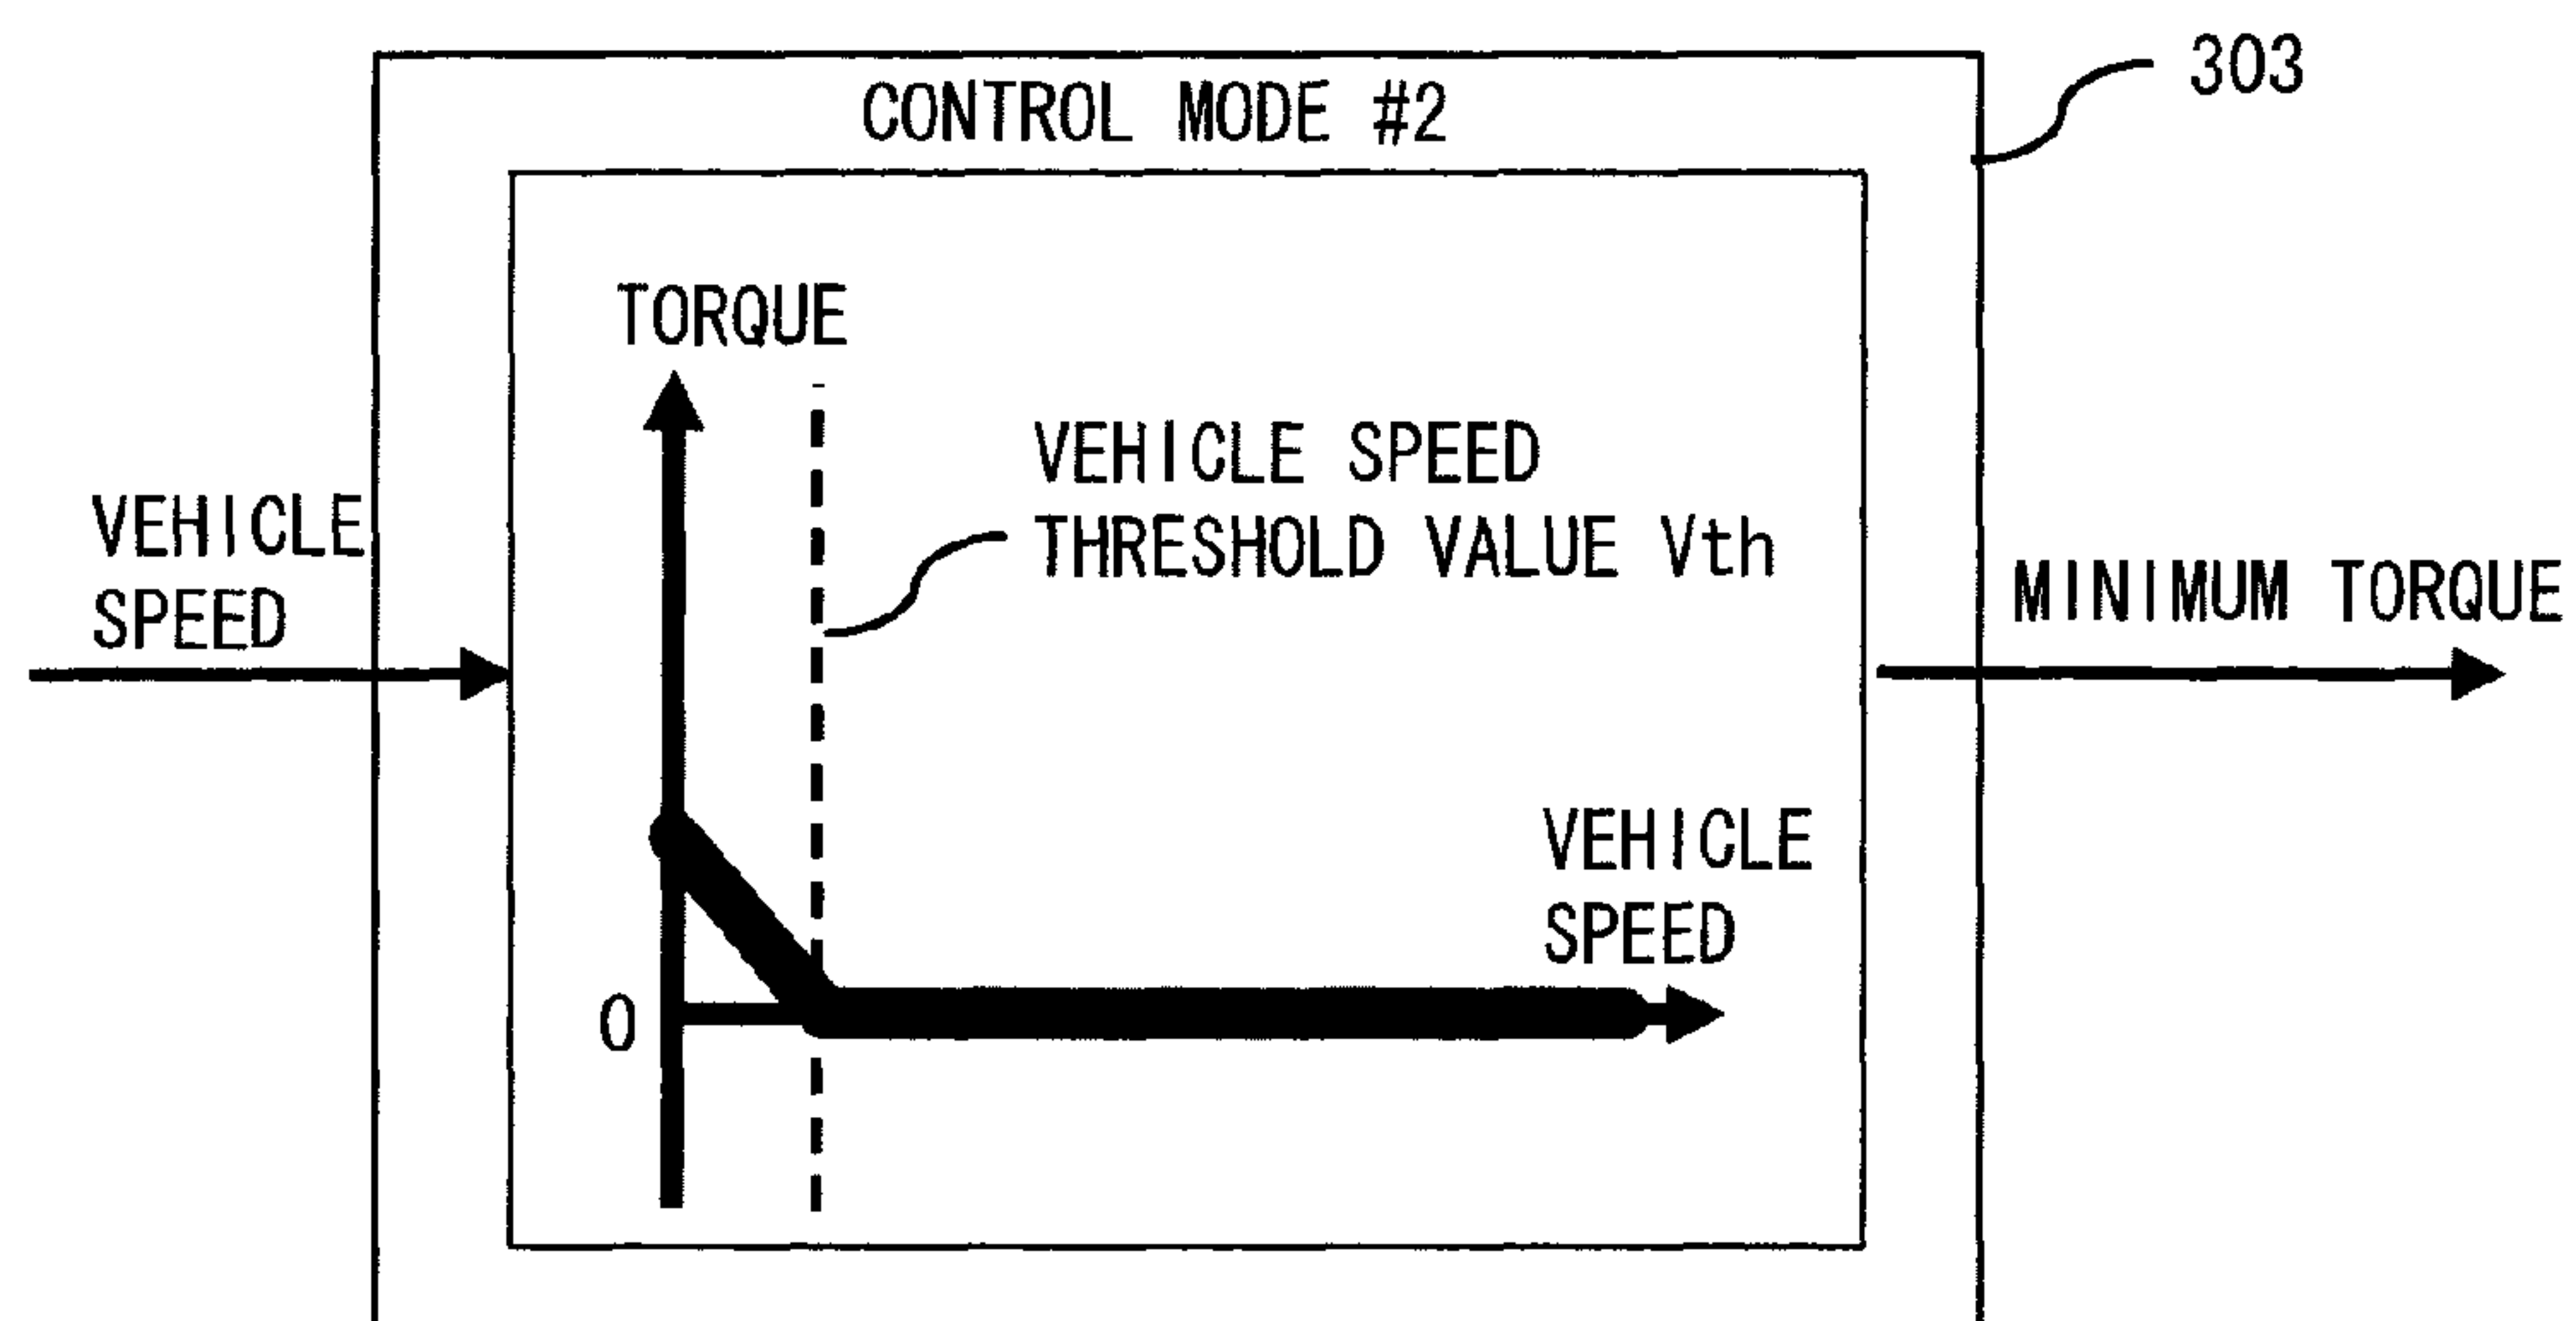 303
CONTROL MODE #2
TORQUE
VEHICLE SPEED
THRESHOLD VALUE Vth
VEHICLE
SPEED
MINIMUM TORQUE
VEHICLE
SPEED
0